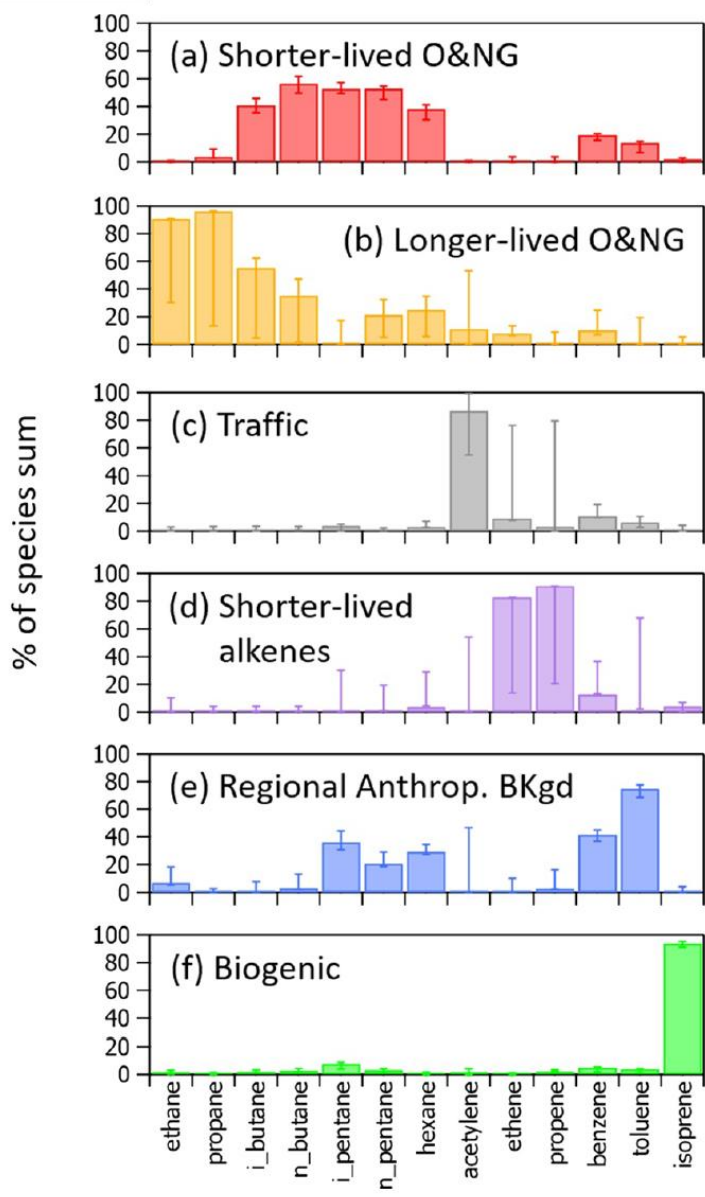 % of species sum
100
80
60
40
20
0
(a) Shorter-lived O&NG
100
80
60
40
20
0
(b) Longer-lived O&NG
100
80
60
40
20
0
(c) Traffic
100
80
60
40
20
0
(d) Shorter-lived
alkenes
100
80
60
40
20
0
(e) Regional Anthrop. BKgd
100
80
60
40
20
0
(f) Biogenic
ethane
propane
i_butane
n_butane
i_pentane
n_pentane
hexane
acetylene
ethene
propene
benzene
toluene
isoprene